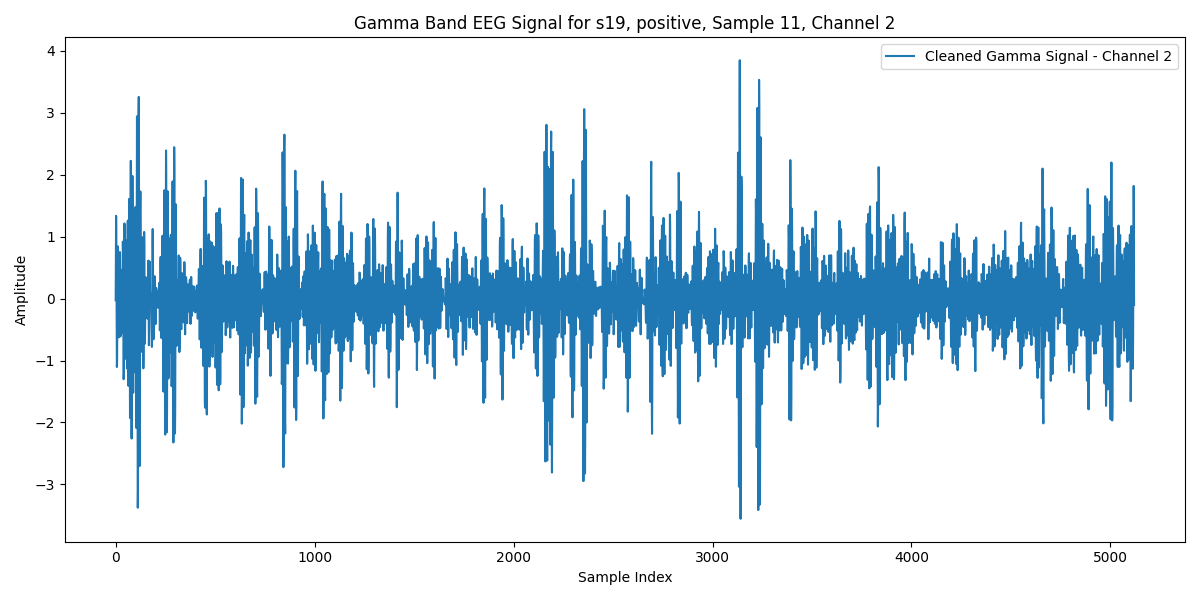 Gamma Band EEG Signal for s19, positive, Sample 11, Channel 2
Cleaned Gamma Signal - Channel 2
4
3
2
1
0
−1
−2
−3
Amplitude
0 1000 2000 3000 4000 5000
Sample Index